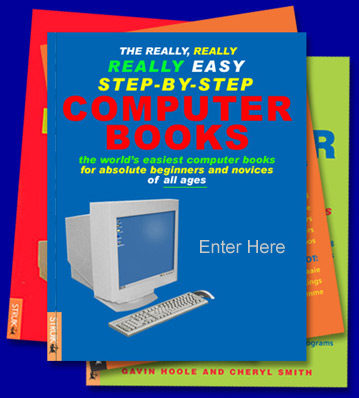 THE REALLY, REALLY
REALLY EASY
STEP-BY-STEP
COMPUTER
BOOKS
the world's easiest computer books
for absolute beginners and novices
of all ages
Enter Here
STRUIK
GAVIN HOOLE AND CHERYL SMITH